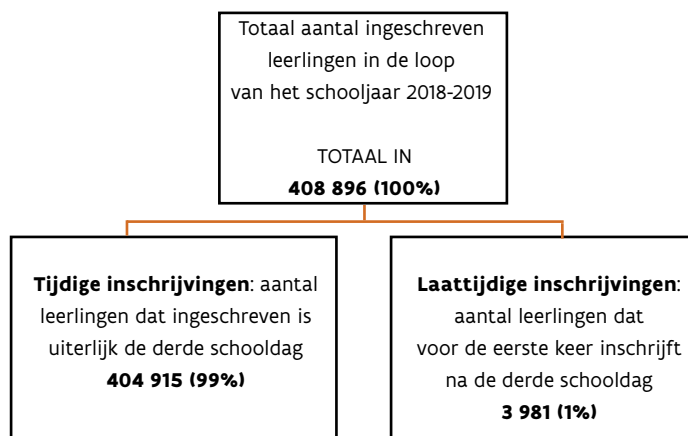 Totaal aantal ingeschreven
leerlingen in de loop
van het schooljaar 2018-2019
TOTAAL IN
408 896 (100%)
Tijdige inschrijvingen: aantal
leerlingen dat ingeschreven is
uiterlijk de derde schooldag
404 915 (99%)
Laattijdige inschrijvingen:
aantal leerlingen dat
voor de eerste keer inschrijft
na de derde schooldag
3 981 (1%)